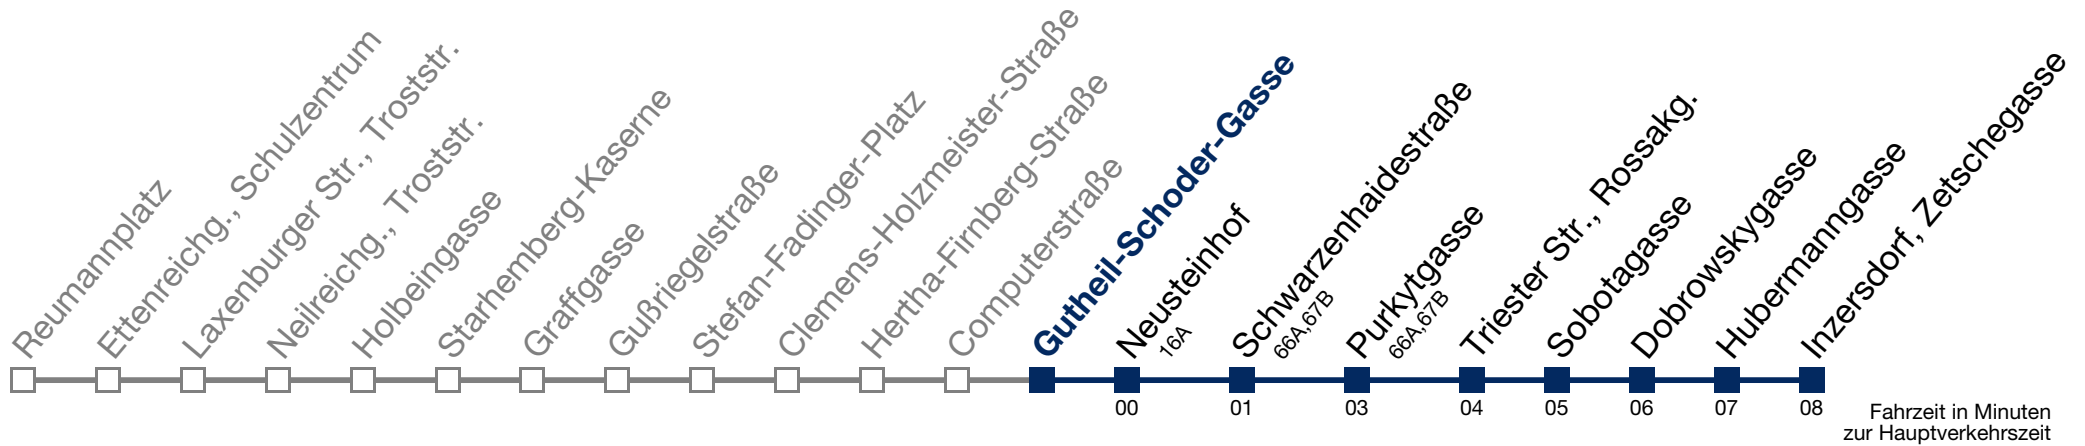 Reumannplatz
Ettenreichg., Schulzentrum
Laxenburger Str., Troststr.
Neilreichg., Troststr.
Holbeingasse
Starhemberg-Kaserne
Graffgasse
Gußriegelstraße
Stefan-Fadinger-Platz
Clemens-Holzmeister-Straße
Hertha-Firnberg-Straße
Computerstraße
Gutheil-Schoder-Gasse
Neusteinhof
16A
00
Schwarzenhaidestraße
66A,67B
01
Purkytgasse
66A,67B
03
Triester Str., Rossakg.
04
Sobotagasse
05
Dobrowskygasse
06
Hubermanngasse
07
Inzersdorf, Zetschegasse
08
Fahrzeit in Minuten
zur Hauptverkehrszeit